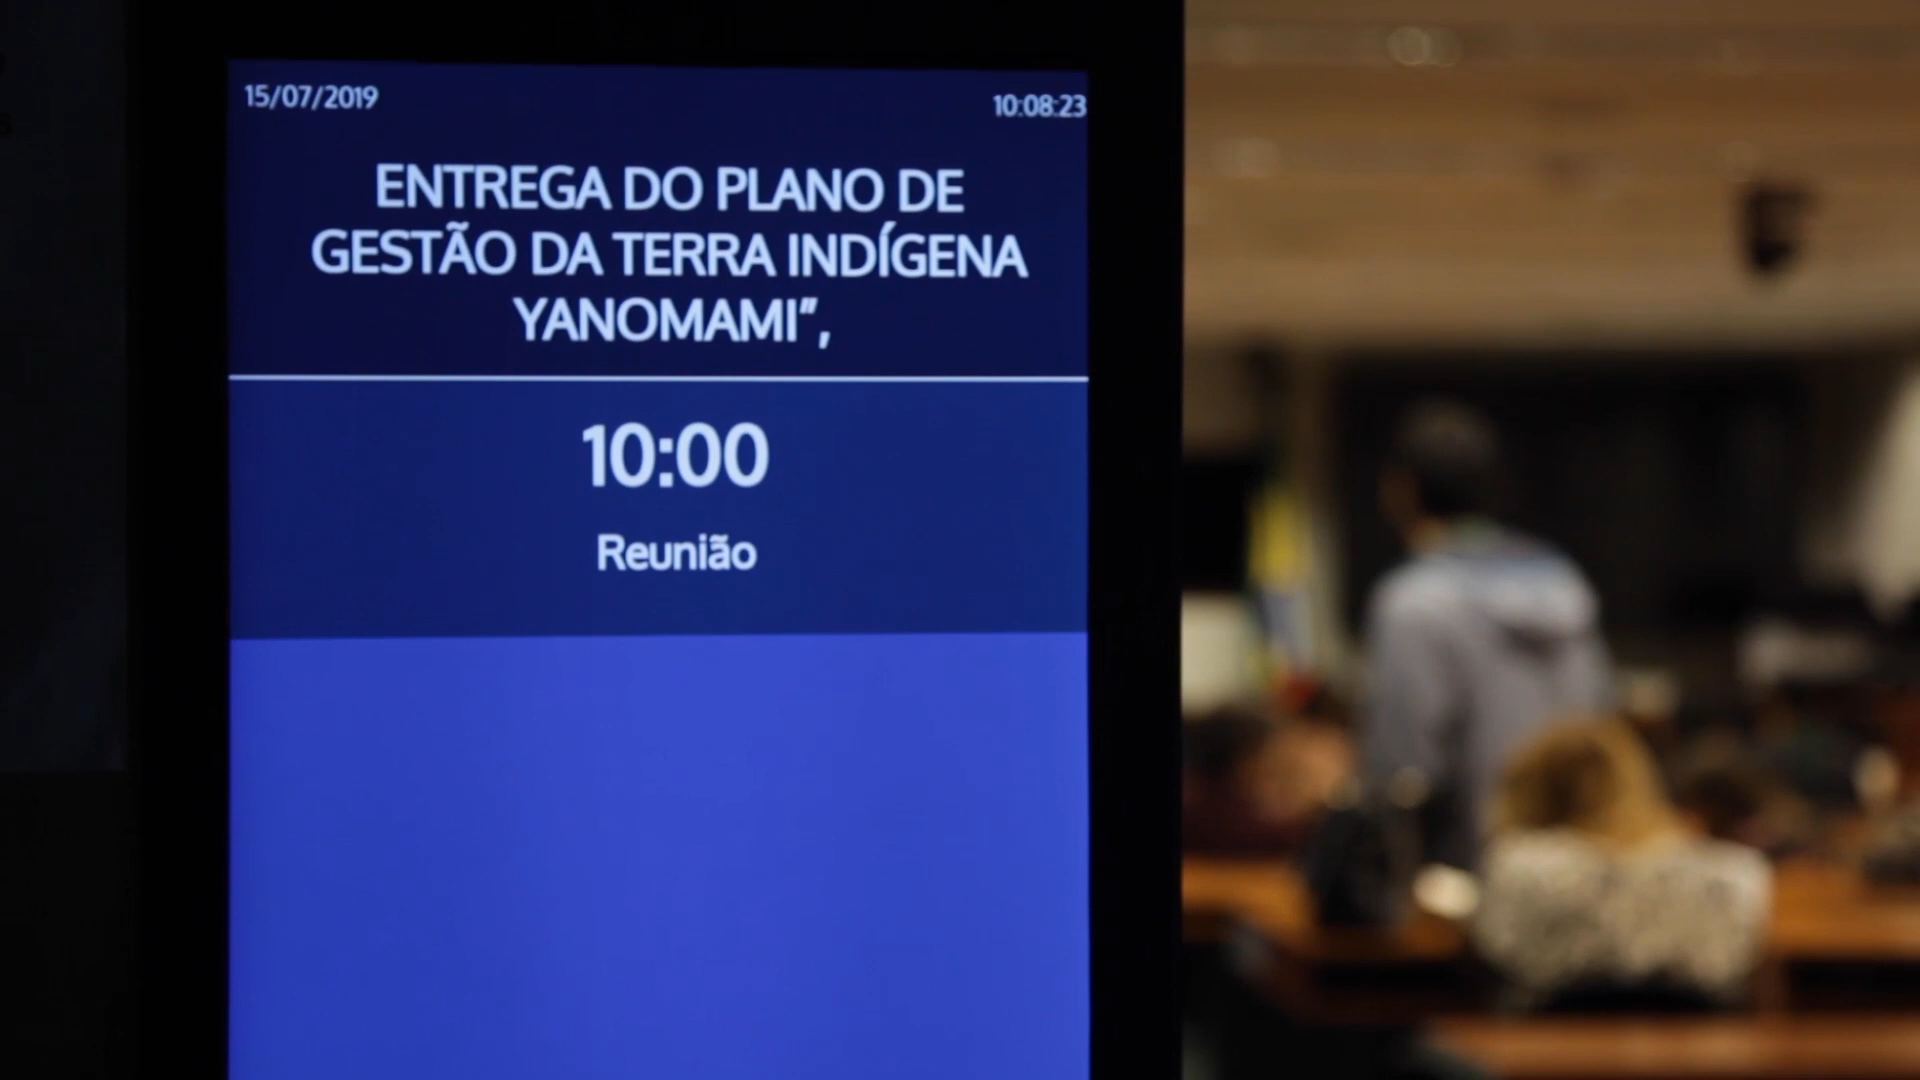 15/07/2019
10:08:23
ENTREGA DO PLANO DE
GESTÃO DA TERRA INDÍGENA
YANOMAMI”,
10:00
Reunião